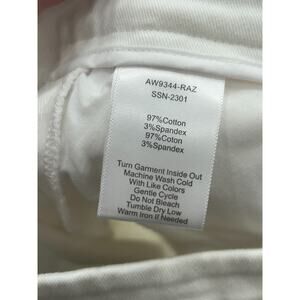 AW9344-RAZ
SSN-2301
97%Cotton
3%Spandex
97%Coton
3%Spandex
Turn Garment Inside Out
Machine Wash Cold
With Like Colors
Gentle Cycle
Do Not Bleach
Tumble Dry Low
Warm Iron If Needed